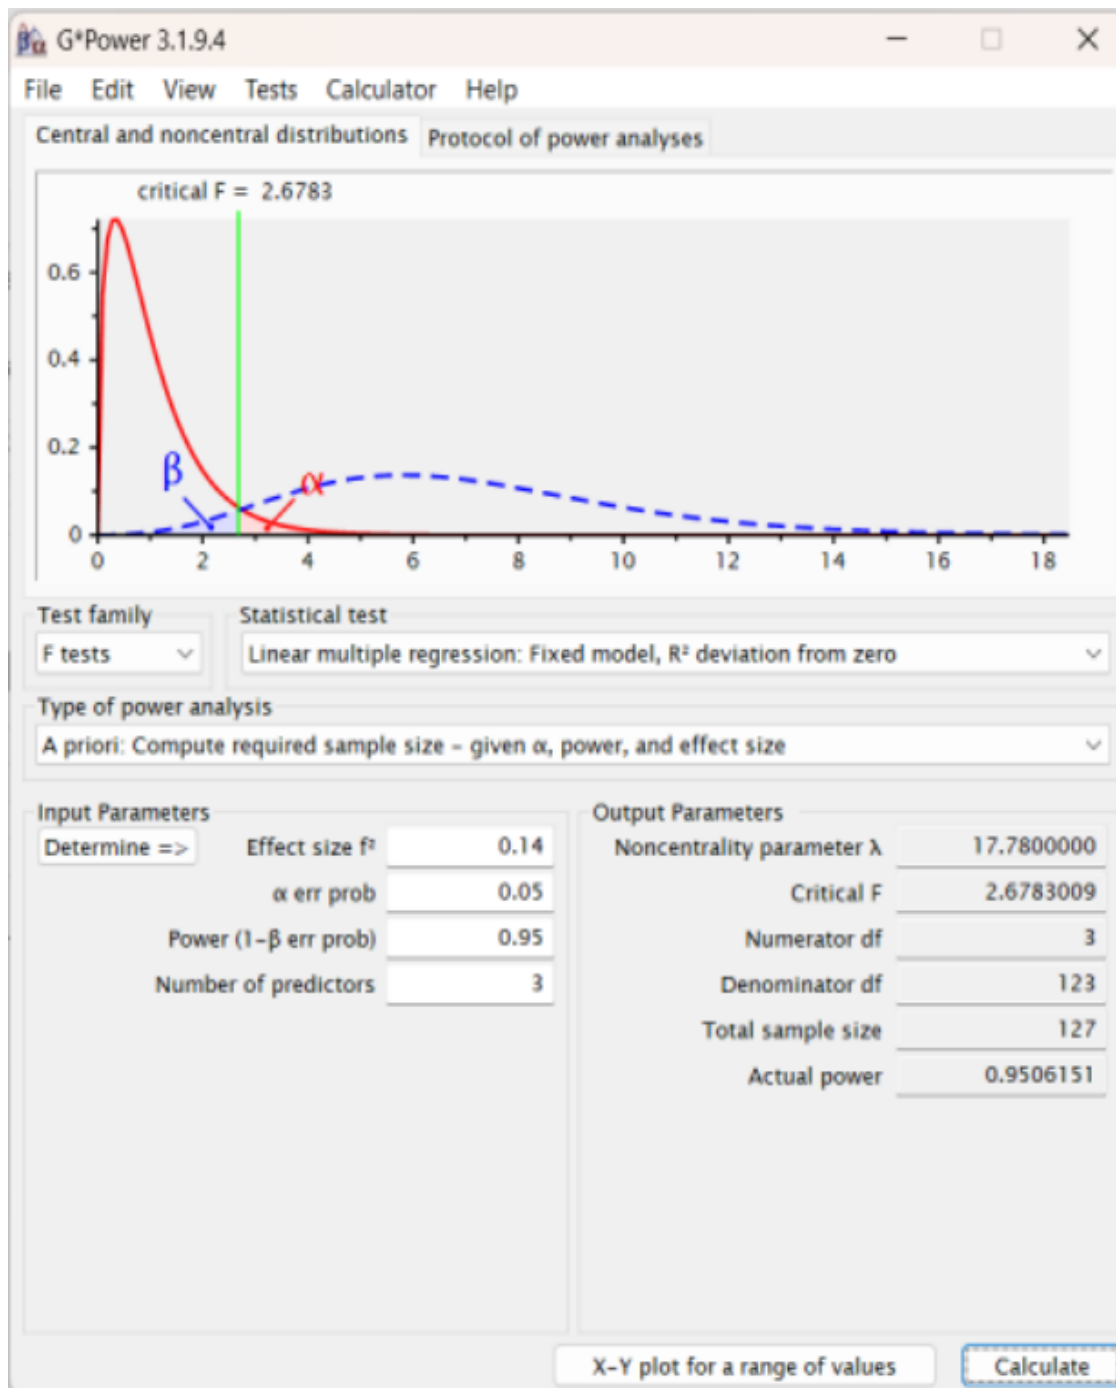 G*Power 3.1.9.4
File Edit View Tests Calculator Help
Central and noncentral distributions Protocol of power analyses
critical F = 2.6783
0.6
0.4
0.2
β α
0
0 2 4 6 8 10 12 14 16 18
Test family Statistical test
F tests Linear multiple regression: Fixed model, R² deviation from zero
Type of power analysis
A priori: Compute required sample size - given α, power, and effect size
Input Parameters Output Parameters
Determine => Effect size f² 0.14 Noncentrality parameter λ 17.7800000
α err prob 0.05 Critical F 2.6783009
Power (1-β err prob) 0.95 Numerator df 3
Number of predictors 3 Denominator df 123
Total sample size 127
Actual power 0.9506151
X-Y plot for a range of values Calculate